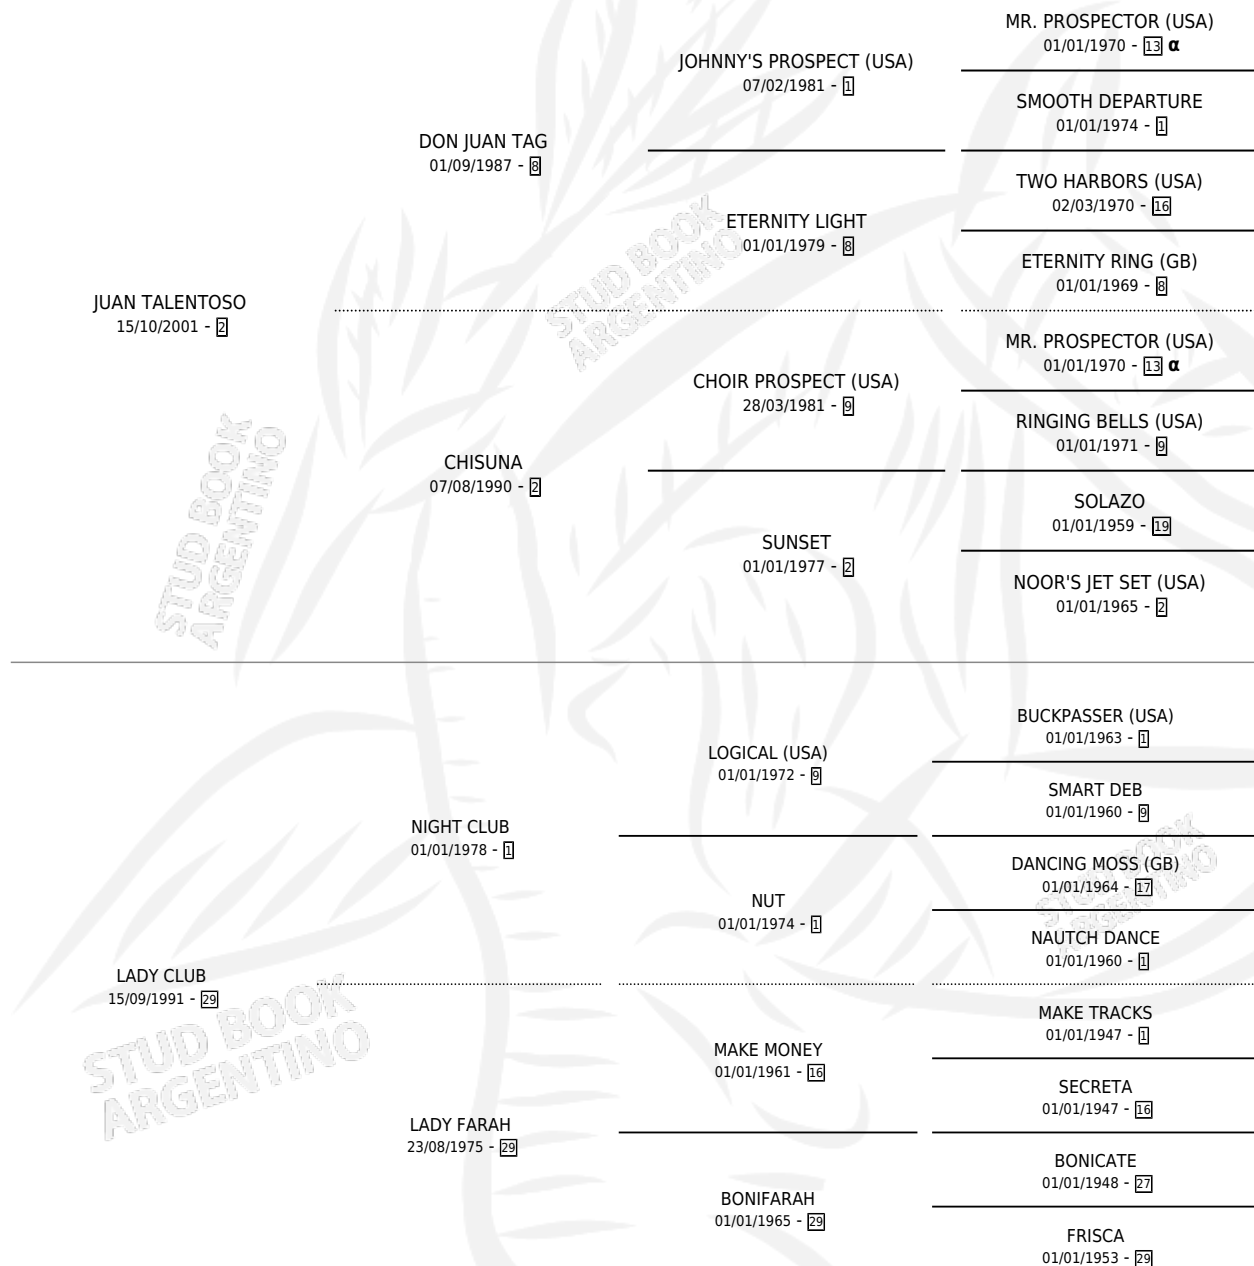 MR. PROSPECTOR (USA)
01/01/1970 - 13 α
JOHNNY'S PROSPECT (USA)
07/02/1981 - 1
SMOOTH DEPARTURE
01/01/1974 - 1
DON JUAN TAG
01/09/1987 - 8
TWO HARBORS (USA)
02/03/1970 - 16
ETERNITY LIGHT
01/01/1979 - 8
ETERNITY RING (GB)
01/01/1969 - 8
JUAN TALENTOSO
15/10/2001 - 2
MR. PROSPECTOR (USA)
01/01/1970 - 13 α
CHOIR PROSPECT (USA)
28/03/1981 - 9
RINGING BELLS (USA)
01/01/1971 - 9
CHISUNA
07/08/1990 - 2
SOLAZO
01/01/1959 - 19
SUNSET
01/01/1977 - 2
NOOR'S JET SET (USA)
01/01/1965 - 2
STUD BOOK
ARGENTINO
STUD BOOK
ARGENTINO
BUCKPASSER (USA)
01/01/1963 - 1
LOGICAL (USA)
01/01/1972 - 9
SMART DEB
01/01/1960 - 9
NIGHT CLUB
01/01/1978 - 1
DANCING MOSS (GB)
01/01/1964 - 17
NUT
01/01/1974 - 1
NAUTCH DANCE
01/01/1960 - 1
STUD BOOK
ARGENTINO
LADY CLUB
15/09/1991 - 29
MAKE TRACKS
01/01/1947 - 1
MAKE MONEY
01/01/1961 - 16
SECRETA
01/01/1947 - 16
LADY FARAH
23/08/1975 - 29
BONICATE
01/01/1948 - 27
BONIFARAH
01/01/1965 - 29
FRISCA
01/01/1953 - 29
STUD BOOK
ARGENTINO